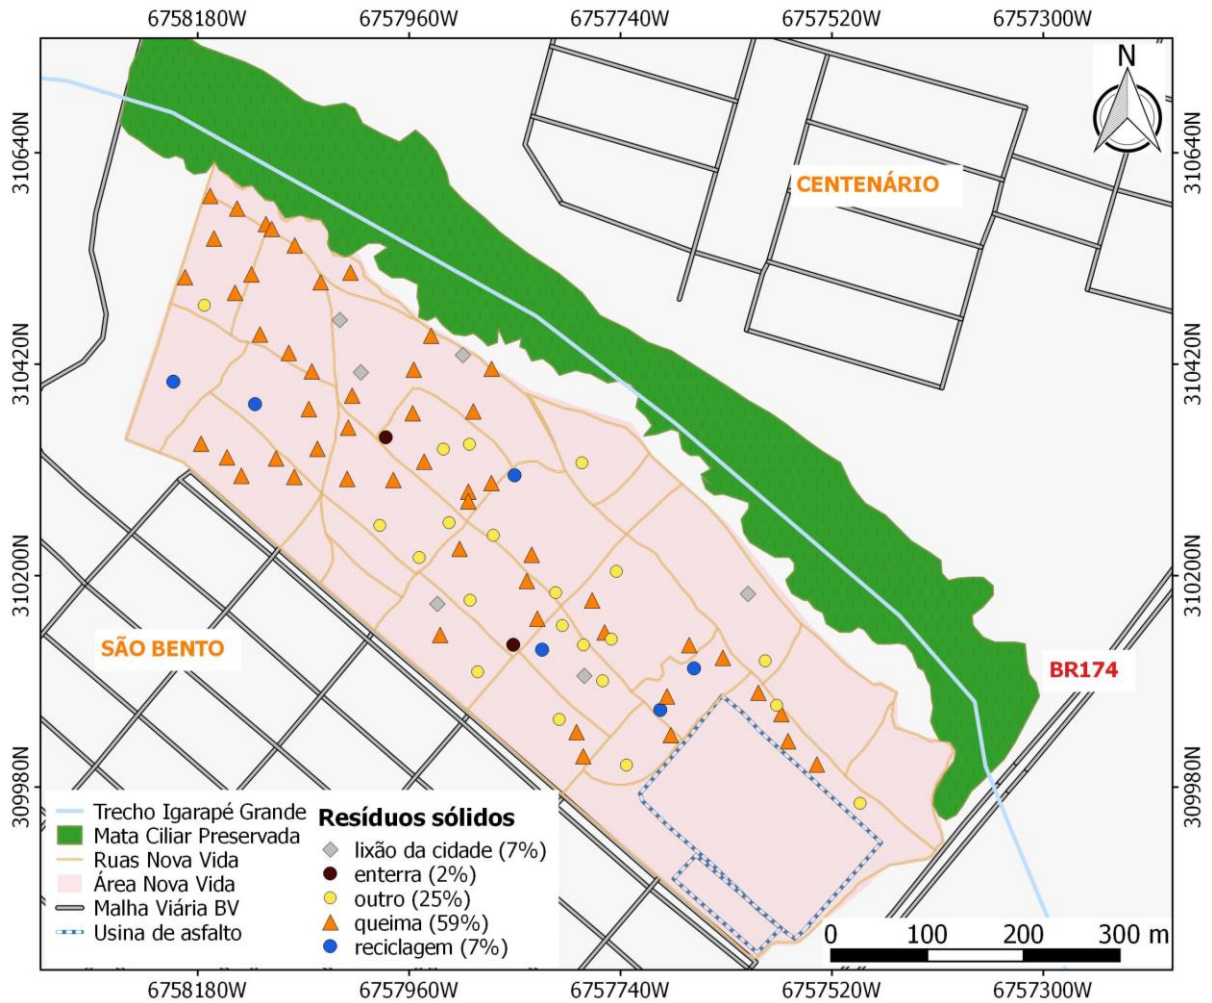 6758180W 6757960W 6757740W 6757520W 6757300W
N
310640N 310640N
CENTENÁRIO
310420N 310420N
310200N 310200N
SÃO BENTO
BR174
309980N 309980N
Trecho Igarapé Grande
Mata Ciliar Preservada
Ruas Nova Vida
Área Nova Vida
Malha Viária BV
Usina de asfalto
Resíduos sólidos
lixão da cidade (7%)
enterra (2%)
outro (25%)
queima (59%)
reciclagem (7%)
0 100 200 300 m
6758180W 6757960W 6757740W 6757520W 6757300W